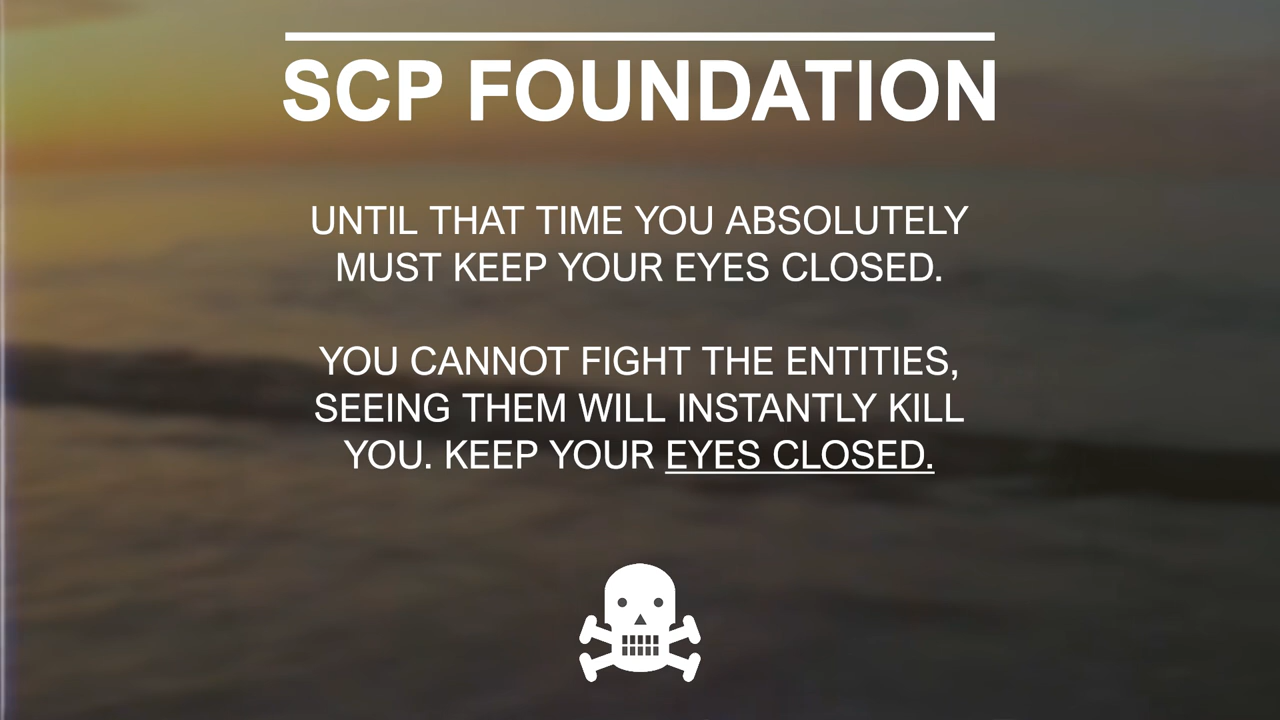 SCP FOUNDATION
UNTIL THAT TIME YOU ABSOLUTELY
MUST KEEP YOUR EYES CLOSED.
YOU CANNOT FIGHT THE ENTITIES,
SEEING THEM WILL INSTANTLY KILL
YOU. KEEP YOUR EYES CLOSED.